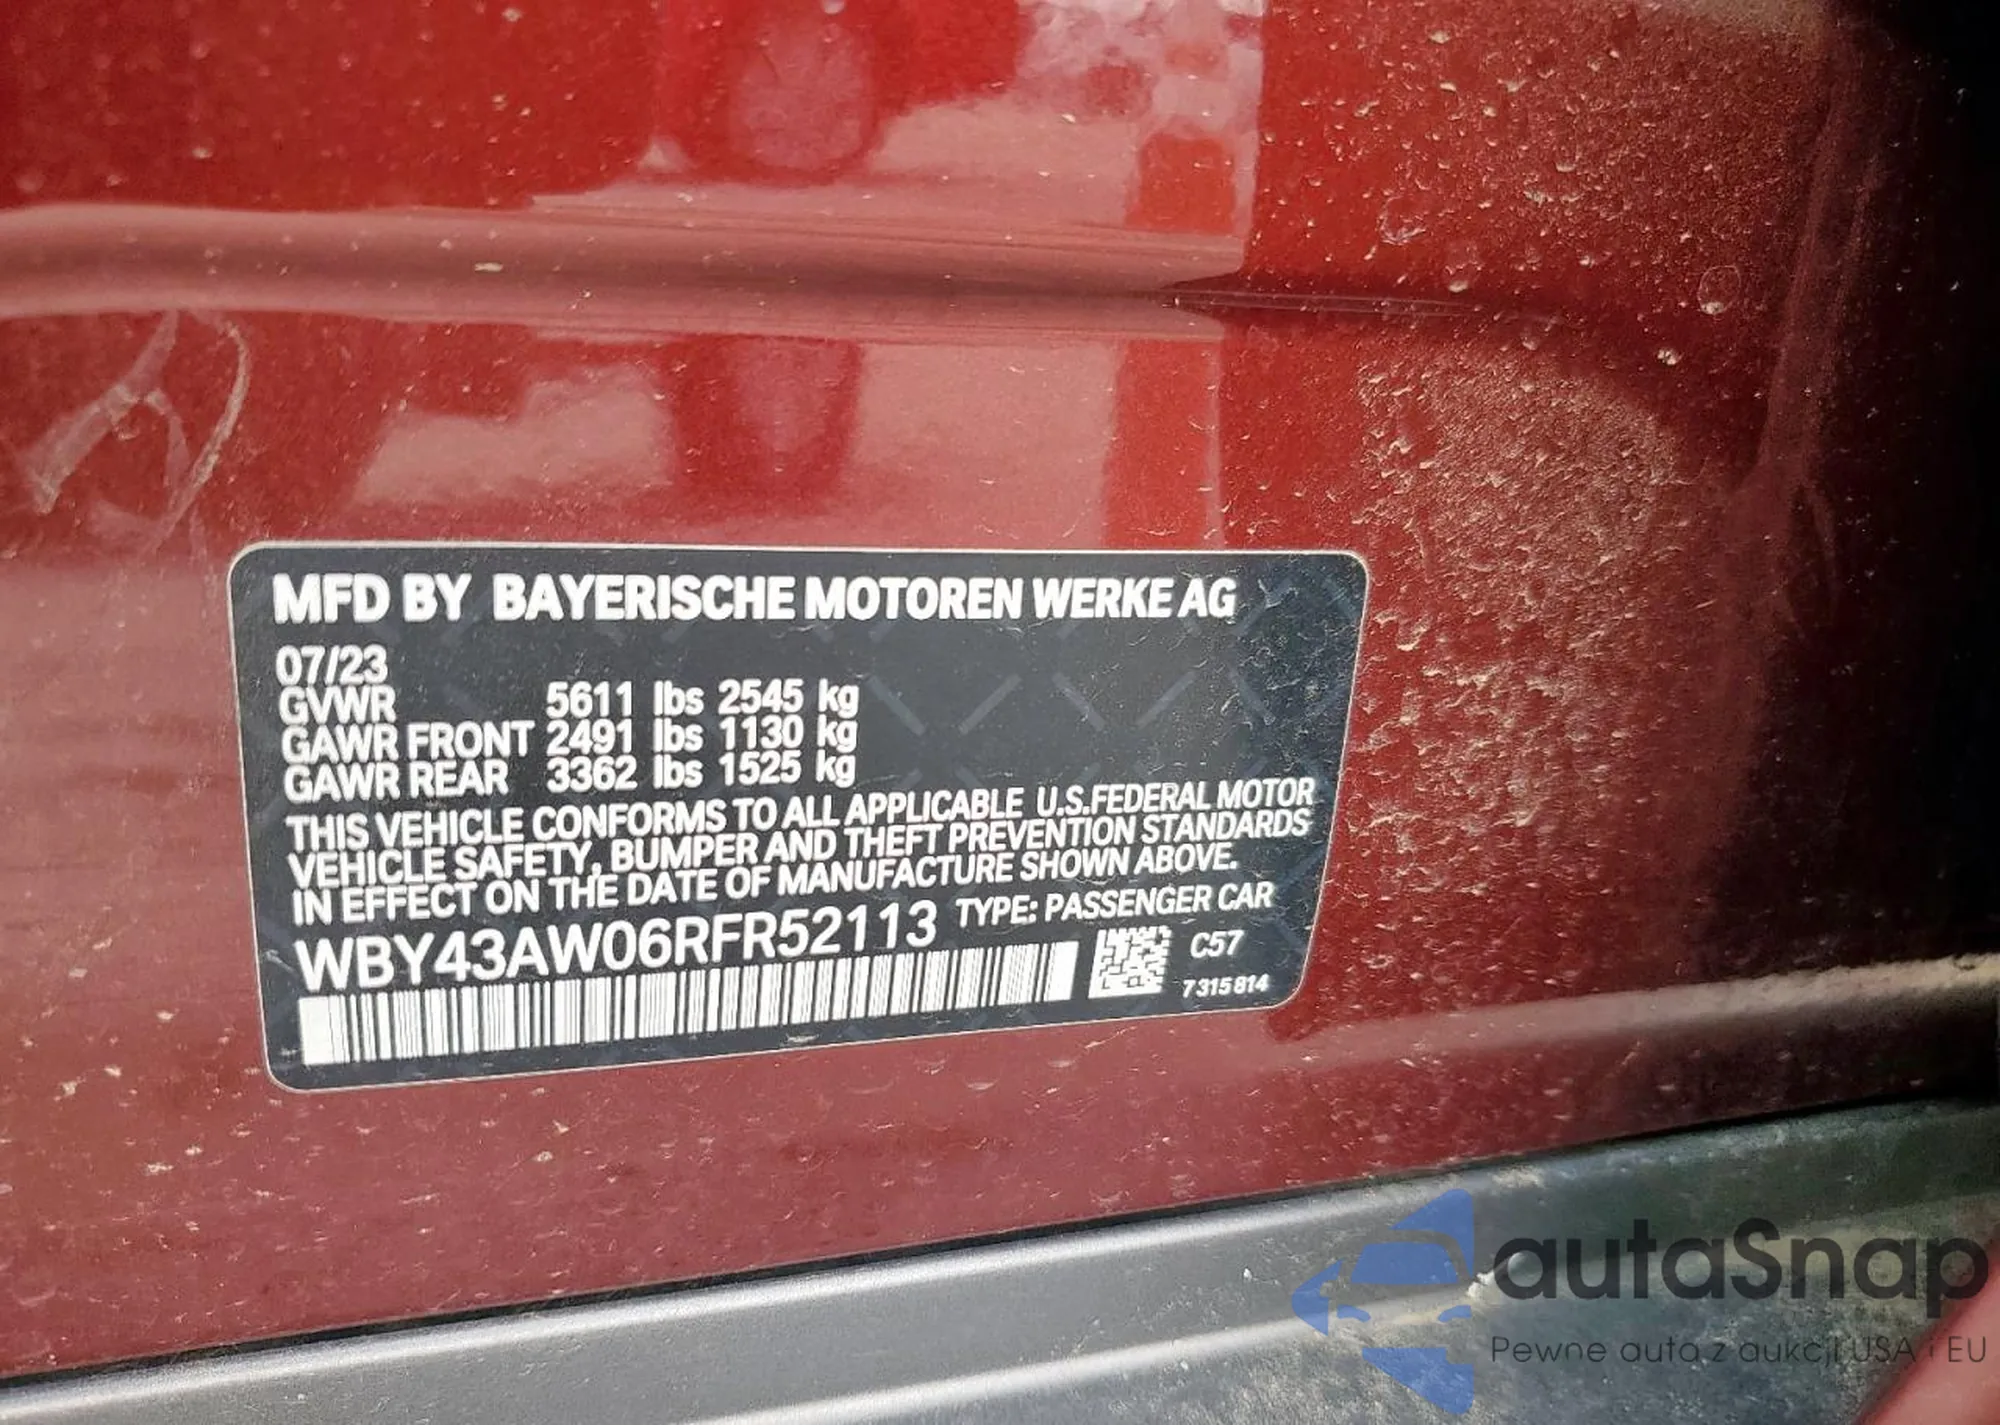 MFD BY BAYERISCHE MOTOREN WERKE AG
07/23
GVWR 5611 lbs 2545 kg
GAWR FRONT 2491 lbs 1130 kg
GAWR REAR 3362 lbs 1525 kg
THIS VEHICLE CONFORMS TO ALL APPLICABLE U.S.FEDERAL MOTOR
VEHICLE SAFETY, BUMPER AND THEFT PREVENTION STANDARDS
IN EFFECT ON THE DATE OF MANUFACTURE SHOWN ABOVE.
WBY43AW06RFR52113 TYPE: PASSENGER CAR
C57
7 315 814
autaSnap
Pewne auta z aukcji USA i EU